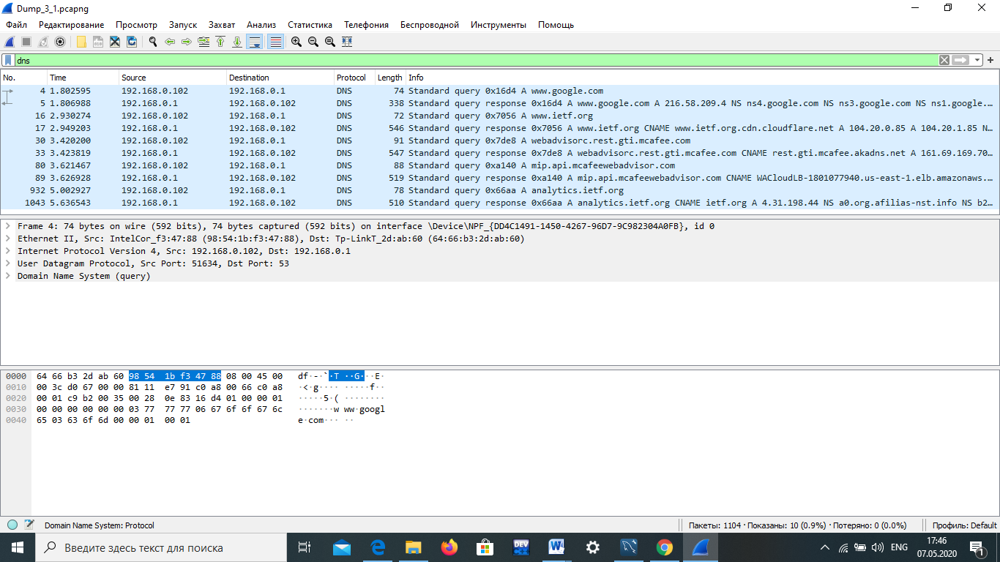 Dump_3_1.pcapng
Файл Редактирование Просмотр Запуск Захват Анализ Статистика Телефония Беспроводной Инструменты Помощь
dns
No. Time Source Destination Protocol Length Info
4 1.802595 192.168.0.102 192.168.0.1 DNS 74 Standard query 0x16d4 A www.google.com
5 1.806988 192.168.0.1 192.168.0.102 DNS 338 Standard query response 0x16d4 A www.google.com A 216.58.209.4 NS ns4.google.com NS ns3.google.com NS ns1.google.…
16 2.930274 192.168.0.102 192.168.0.1 DNS 72 Standard query 0x7056 A www.ietf.org
17 2.949203 192.168.0.1 192.168.0.102 DNS 546 Standard query response 0x7056 A www.ietf.org CNAME www.ietf.org.cdn.cloudflare.net A 104.20.0.85 A 104.20.1.85 N…
30 3.420200 192.168.0.102 192.168.0.1 DNS 91 Standard query 0x7de8 A webadvisorc.rest.gti.mcafee.com
33 3.423819 192.168.0.1 192.168.0.102 DNS 547 Standard query response 0x7de8 A webadvisorc.rest.gti.mcafee.com CNAME rest.gti.mcafee.akadns.net A 161.69.169.70…
80 3.621467 192.168.0.102 192.168.0.1 DNS 88 Standard query 0xa140 A mip.api.mcafeewebadvisor.com
89 3.626928 192.168.0.1 192.168.0.102 DNS 519 Standard query response 0xa140 A mip.api.mcafeewebadvisor.com CNAME WACloudLB-1801077940.us-east-1.elb.amazonaws.…
932 5.002927 192.168.0.102 192.168.0.1 DNS 78 Standard query 0x66aa A analytics.ietf.org
1043 5.636543 192.168.0.1 192.168.0.102 DNS 510 Standard query response 0x66aa A analytics.ietf.org CNAME ietf.org A 4.31.198.44 NS a0.org.afilias-nst.info NS b2…
Frame 4: 74 bytes on wire (592 bits), 74 bytes captured (592 bits) on interface \Device\NPF_{DD4C1491-1450-4267-96D7-9C982304A0FB}, id 0
Ethernet II, Src: IntelCor_f3:47:88 (98:54:1b:f3:47:88), Dst: Tp-LinkT_2d:ab:60 (64:66:b3:2d:ab:60)
Internet Protocol Version 4, Src: 192.168.0.102, Dst: 192.168.0.1
User Datagram Protocol, Src Port: 51634, Dst Port: 53
Domain Name System (query)
0000 64 66 b3 2d ab 60 98 54 1b f3 47 88 08 00 45 00 df·-·`·T ··G···E·
0010 00 3c d0 67 00 00 81 11 e7 91 c0 a8 00 66 c0 a8 ·<·g···· ·····f··
0020 00 01 c9 b2 00 35 00 28 0e 83 16 d4 01 00 00 01 ·····5·( ········
0030 00 00 00 00 00 00 03 77 77 77 06 67 6f 6f 67 6c ·······w ww·googl
0040 65 03 63 6f 6d 00 00 01 00 01 e·com··· ··
Domain Name System: Protocol
Пакеты: 1104 · Показаны: 10 (0.9%) · Потеряно: 0 (0.0%)
Профиль: Default
Введите здесь текст для поиска
DEV
W
ENG
17:46
07.05.2020
1